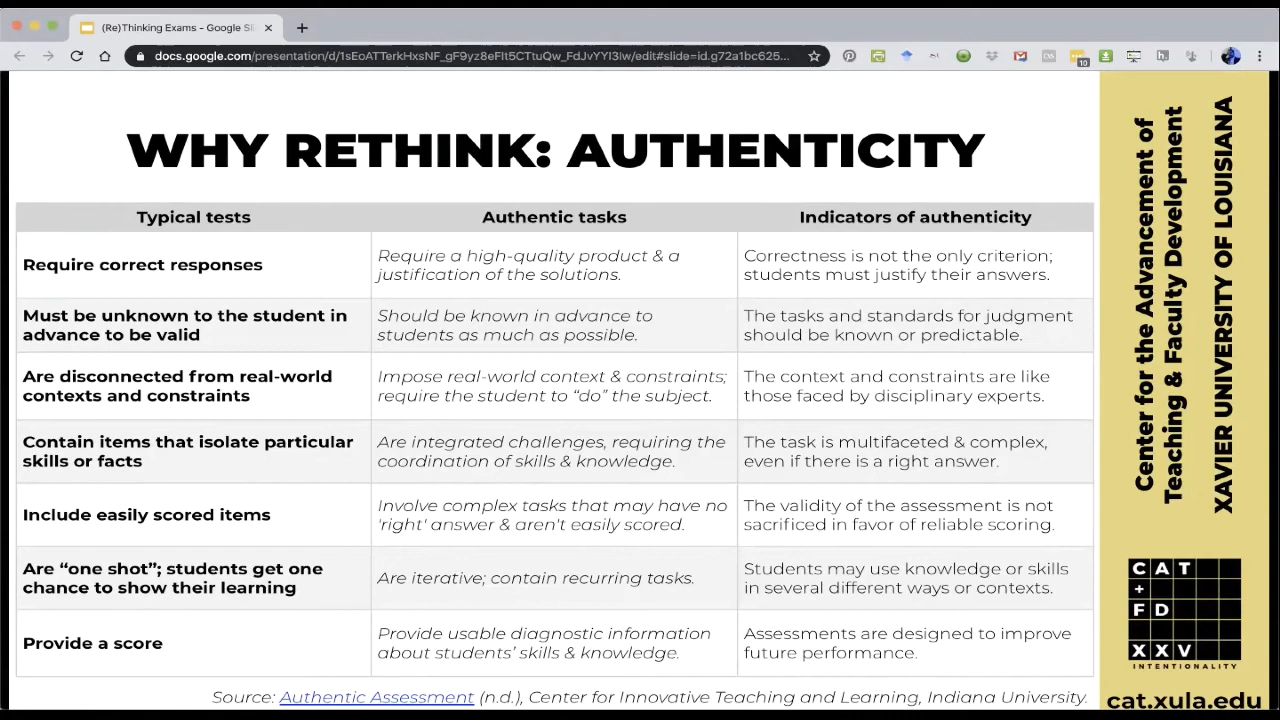 (Re)Thinking Exams - Google Sl
docs.google.com/presentation/d/1sEoATTerkHxsNF_gF9yz8eFIt5CTtuQw_FdJvYYI3Iw/edit#slide=id.g72a1bc625...
10
WHY RETHINK: AUTHENTICITY
Typical tests
Authentic tasks
Indicators of authenticity
Require correct responses
Require a high-quality product & a
justification of the solutions.
Correctness is not the only criterion;
students must justify their answers.
Must be unknown to the student in
advance to be valid
Should be known in advance to
students as much as possible.
The tasks and standards for judgment
should be known or predictable.
Are disconnected from real-world
contexts and constraints
Impose real-world context & constraints;
require the student to “do” the subject.
The context and constraints are like
those faced by disciplinary experts.
Contain items that isolate particular
skills or facts
Are integrated challenges, requiring the
coordination of skills & knowledge.
The task is multifaceted & complex,
even if there is a right answer.
Include easily scored items
Involve complex tasks that may have no
'right' answer & aren't easily scored.
The validity of the assessment is not
sacrificed in favor of reliable scoring.
Are “one shot”; students get one
chance to show their learning
Are iterative; contain recurring tasks.
Students may use knowledge or skills
in several different ways or contexts.
Provide a score
Provide usable diagnostic information
about students’ skills & knowledge.
Assessments are designed to improve
future performance.
Source: Authentic Assessment (n.d.), Center for Innovative Teaching and Learning, Indiana University.
Center for the Advancement of
Teaching & Faculty Development
XAVIER UNIVERSITY OF LOUISIANA
CAT
+
FD
XXV
INTENTIONALITY
cat.xula.edu